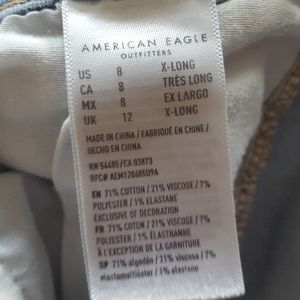 AMERICAN EAGLE
OUTFITTERS
US 8 X-LONG
CA 8 TRÈS LONG
MX 8 EX LARGO
UK 12 X-LONG
MADE IN CHINA / FABRIQUÉ EN CHINE /
HECHO EN CHINA
RN 54485/ CA 03873
RFC# AEM120605U9A
EN 71% COTTON / 21% VISCOSE / 7%
POLYESTER / 1% ELASTANE
EXCLUSIVE OF DECORATION
FR 71% COTON / 21% VISCOSE / 7%
POLYESTER / 1% ÉLASTHANNE
À L'EXCEPTION DE LA GARNITURE
SP 71% algodón / 21% viscosa / 7%
/ 1% elastano